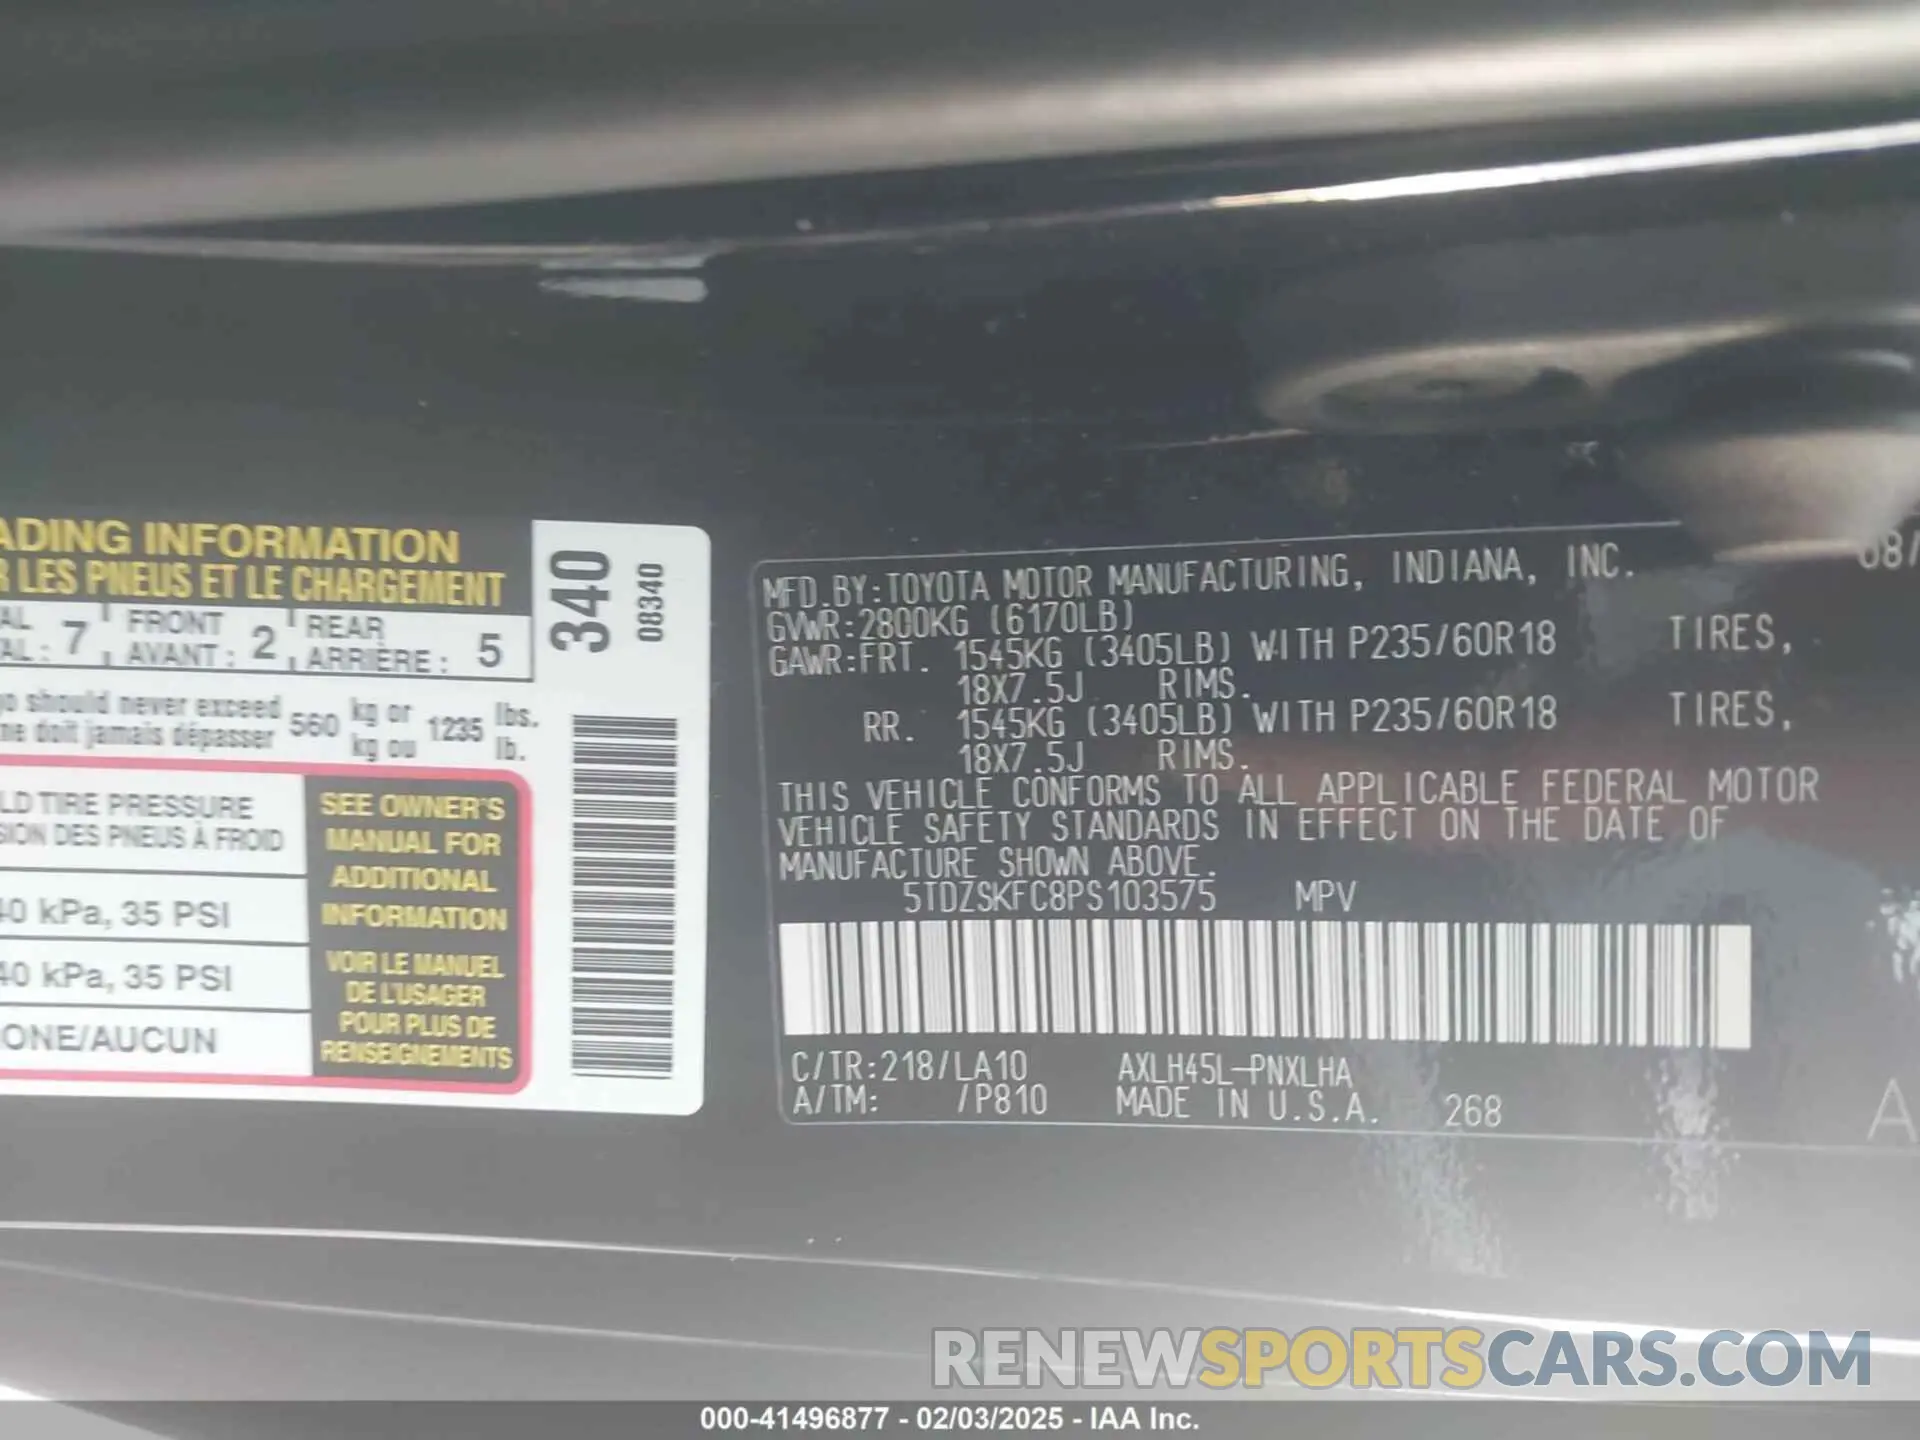 ADING INFORMATION
R LES PNEUS ET LE CHARGEMENT
AL 7 FRONT 2 REAR 5
AL: AVANT: ARRIÈRE:
should never exceed 560 kg or 1235 lbs.
ne doit jamais dépasser kg ou lb.
LD TIRE PRESSURE
SION DES PNEUS À FROID
40 kPa, 35 PSI
40 kPa, 35 PSI
ONE/AUCUN
SEE OWNER'S
MANUAL FOR
ADDITIONAL
INFORMATION
VOIR LE MANUEL
DE L'USAGER
POUR PLUS DE
RENSEIGNEMENTS
340
08340
MFD.BY:TOYOTA MOTOR MANUFACTURING, INDIANA, INC. 08/
GVWR:2800KG (6170LB)
GAWR:FRT. 1545KG (3405LB) WITH P235/60R18 TIRES,
18X7.5J RIMS.
RR. 1545KG (3405LB) WITH P235/60R18 TIRES,
18X7.5J RIMS.
THIS VEHICLE CONFORMS TO ALL APPLICABLE FEDERAL MOTOR
VEHICLE SAFETY STANDARDS IN EFFECT ON THE DATE OF
MANUFACTURE SHOWN ABOVE.
5TDZSKFC8PS103575 MPV
C/TR:218/LA10 AXLH45L-PNXLHA
A/TM: /P810 MADE IN U.S.A. 268
A
RENEWSPORTSCARS.COM
000-41496877 - 02/03/2025 - IAA Inc.